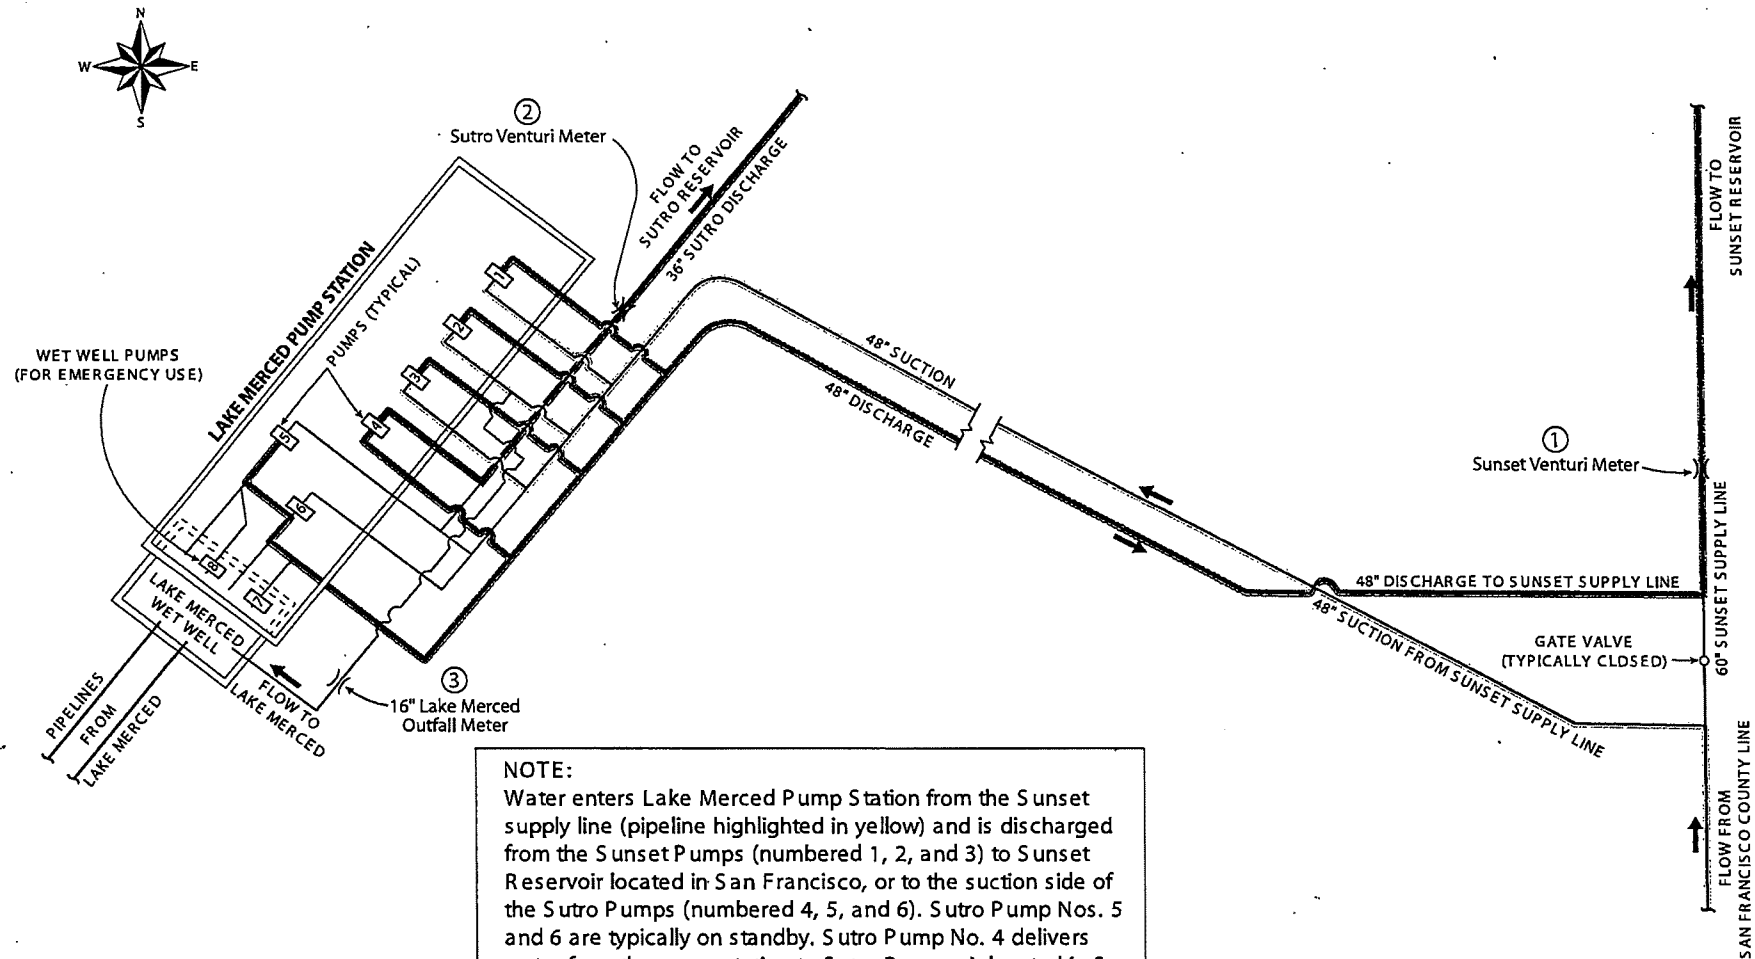 N
W
E
S
②
Sutro Venturi Meter
FLOW TO
SUTRO RESERVOIR
36" SUTRO DISCHARGE
LAKE MERCED PUMP STATION
PUMPS (TYPICAL)
WET WELL PUMPS
(FOR EMERGENCY USE)
1
2
3
4
5
6
8
7
LAKE MERCED
WET WELL
PIPELINES
FROM
LAKE MERCED
FLOW TO
LAKE MERCED
③
16" Lake Merced
Outfall Meter
48" SUCTION
48" DISCHARGE
①
Sunset Venturi Meter
FLOW TO
SUNSET RESERVOIR
60" SUNSET SUPPLY LINE
48" DISCHARGE TO SUNSET SUPPLY LINE
48" SUCTION FROM SUNSET SUPPLY LINE
GATE VALVE
(TYPICALLY CLOSED)
FLOW FROM
SAN FRANCISCO COUNTY LINE
NOTE:
Water enters Lake Merced Pump Station from the Sunset
supply line (pipeline highlighted in yellow) and is discharged
from the Sunset Pumps (numbered 1, 2, and 3) to Sunset
Reservoir located in San Francisco, or to the suction side of
the Sutro Pumps (numbered 4, 5, and 6). Sutro Pump Nos. 5
and 6 are typically on standby. Sutro Pump No. 4 delivers